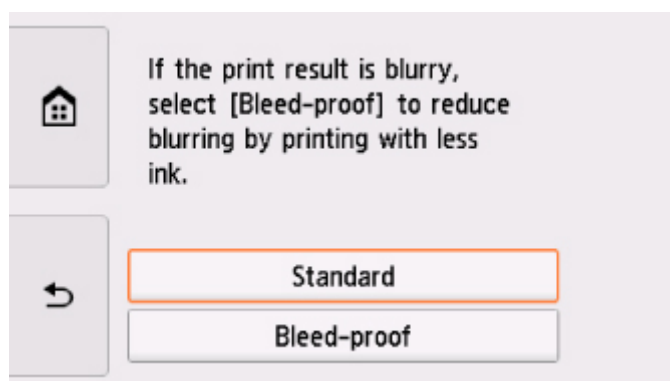 If the print result is blurry,
select [Bleed-proof] to reduce
blurring by printing with less
ink.
Standard
Bleed-proof